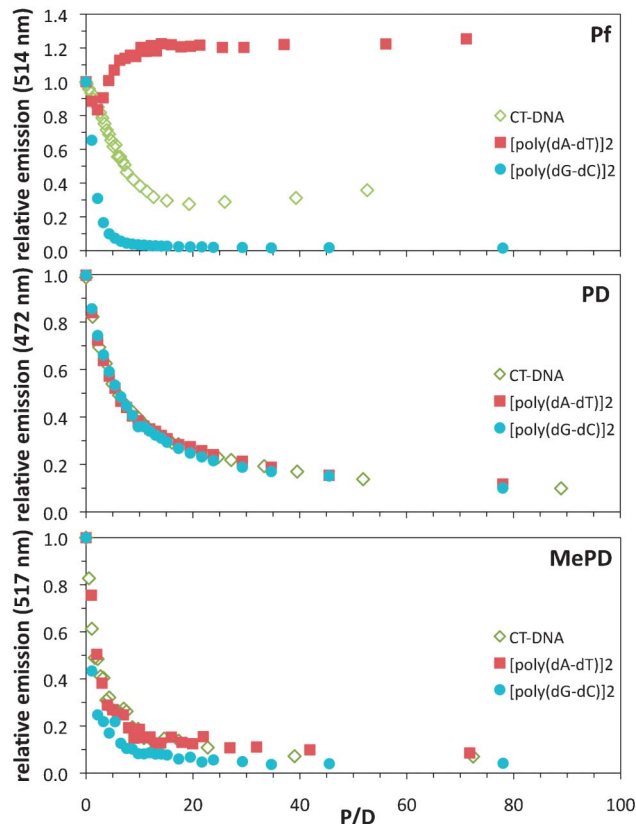 relative emission (514 nm)
1.4
1.2
1.0
0.8
0.6
0.4
0.2
0.0
Pf
CT-DNA
[poly(dA-dT)]2
[poly(dG-dC)]2
relative emission (472 nm)
1.0
0.8
0.6
0.4
0.2
0.0
PD
CT-DNA
[poly(dA-dT)]2
[poly(dG-dC)]2
relative emission (517 nm)
1.0
0.8
0.6
0.4
0.2
0.0
MePD
CT-DNA
[poly(dA-dT)]2
[poly(dG-dC)]2
0 20 40 60 80 100
P/D